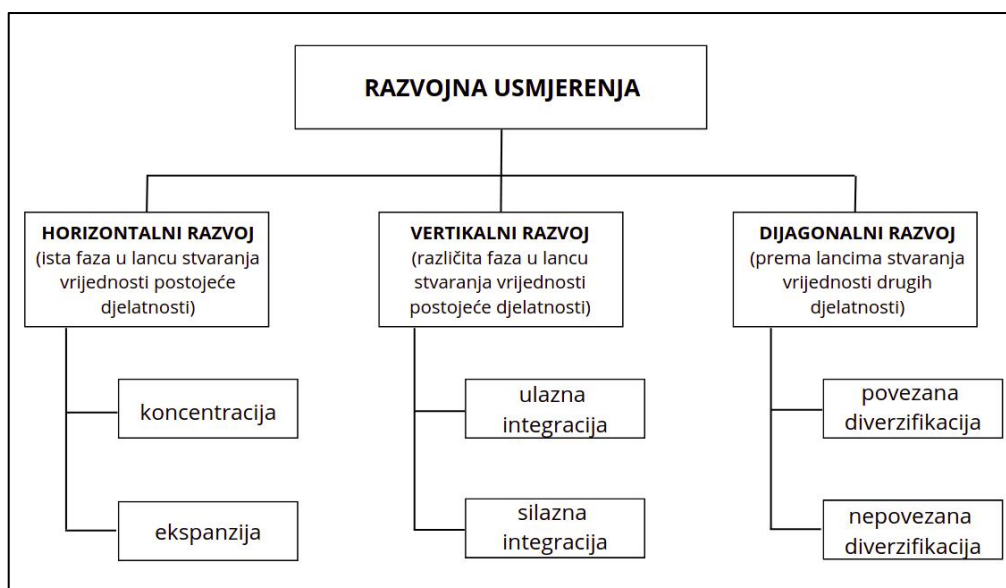 RAZVOJNA USMJERENJA
HORIZONTALNI RAZVOJ
(ista faza u lancu stvaranja
vrijednosti postojeće
djelatnosti)
koncentracija
ekspanzija
VERTIKALNI RAZVOJ
(različita faza u lancu
stvaranja vrijednosti
postojeće djelatnosti)
ulazna
integracija
silazna
integracija
DIJAGONALNI RAZVOJ
(prema lancima stvaranja
vrijednosti drugih
djelatnosti)
povezana
diverzifikacija
nepovezana
diverzifikacija